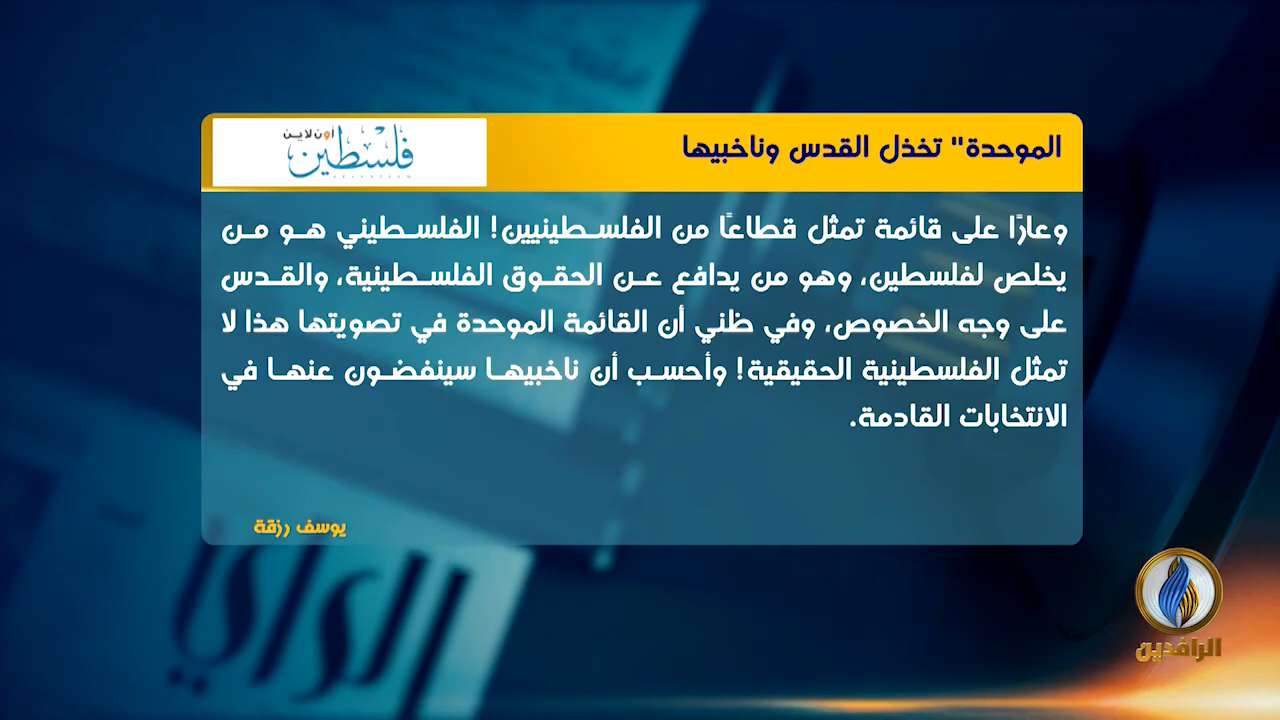 الموحدة" تخذل القدس وناخبيها
فلسطين أون لاين
وعارًا على قائمة تمثل قطاعًا من الفلسطينيين! الفلسطيني هو من
يخلص لفلسطين، وهو من يدافع عن الحقوق الفلسطينية، والقدس
على وجه الخصوص، وفي ظني أن القائمة الموحدة في تصويتها هذا لا
تمثل الفلسطينية الحقيقية! وأحسب أن ناخبيها سينفضون عنها في
الانتخابات القادمة.
يوسف رزقة
الرأي
الرافدين